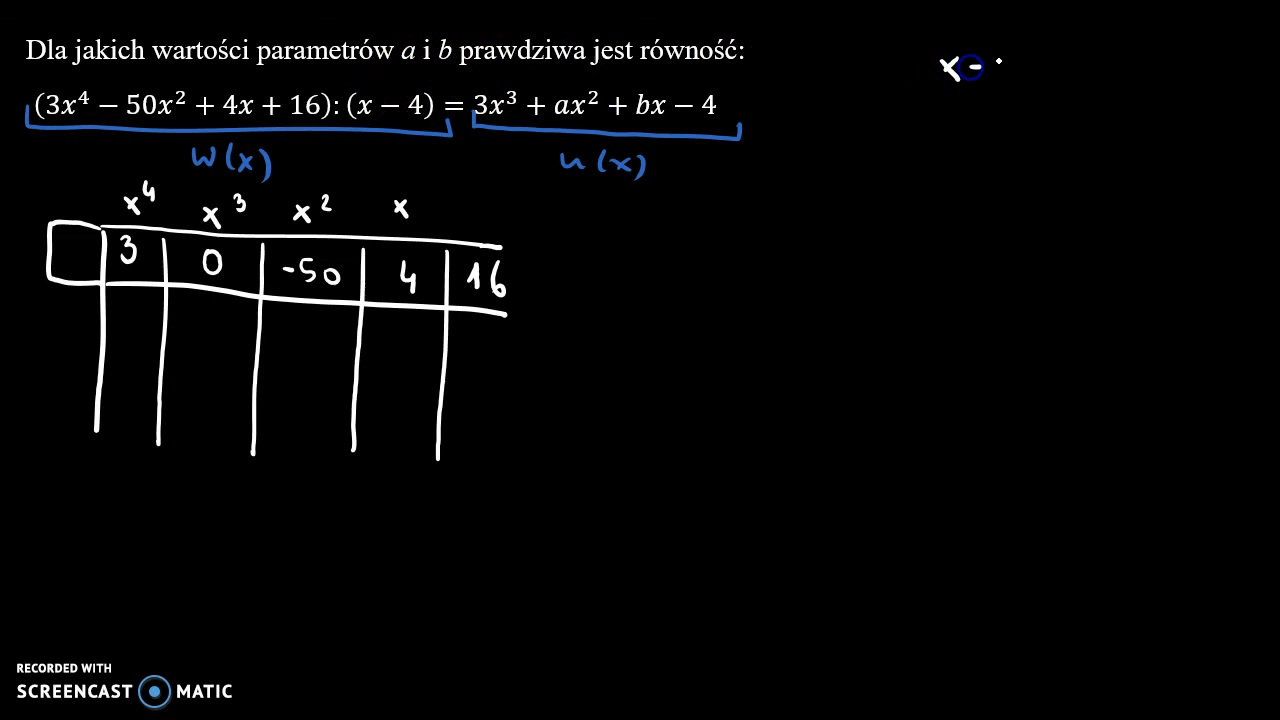 Dla jakich wartości parametrów a i b prawdziwa jest równość:
x -
(3x⁴ − 50x² + 4x + 16): (x − 4) = 3x³ + ax² + bx − 4
W(x) u(x)
x⁴ x³ x² x
3 0 -50 4 16
RECORDED WITH
SCREENCAST MATIC